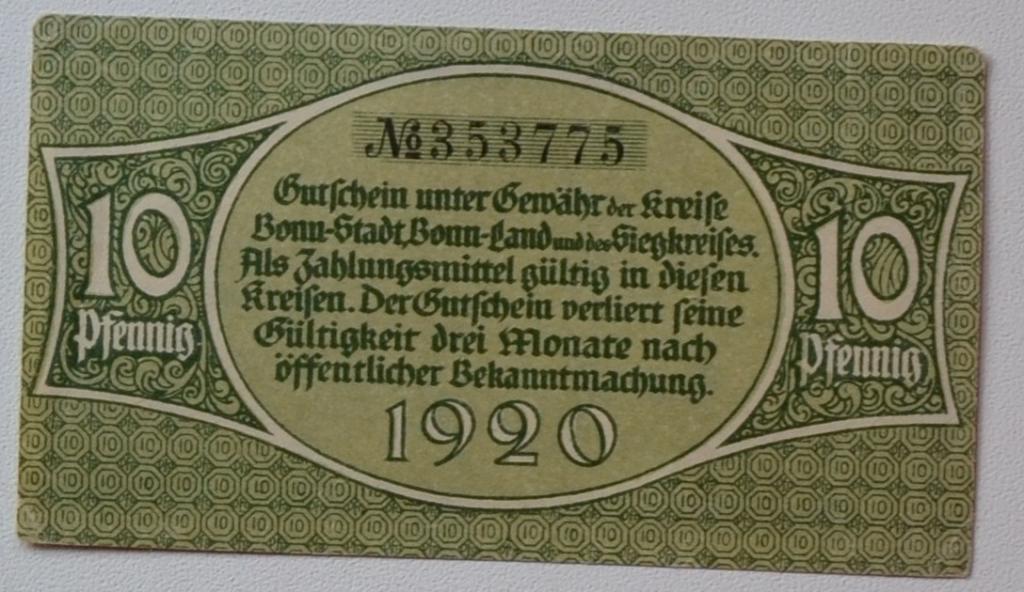 №353775
Gutschein unter Gewähr der Kreise
Bonn-Stadt, Bonn-Land und des Siegkreises.
Als Zahlungsmittel gültig in diesen
Kreisen. Der Gutschein verliert seine
Gültigkeit drei Monate nach
öffentlicher Bekanntmachung.
1920
10
Pfennig
10
Pfennig